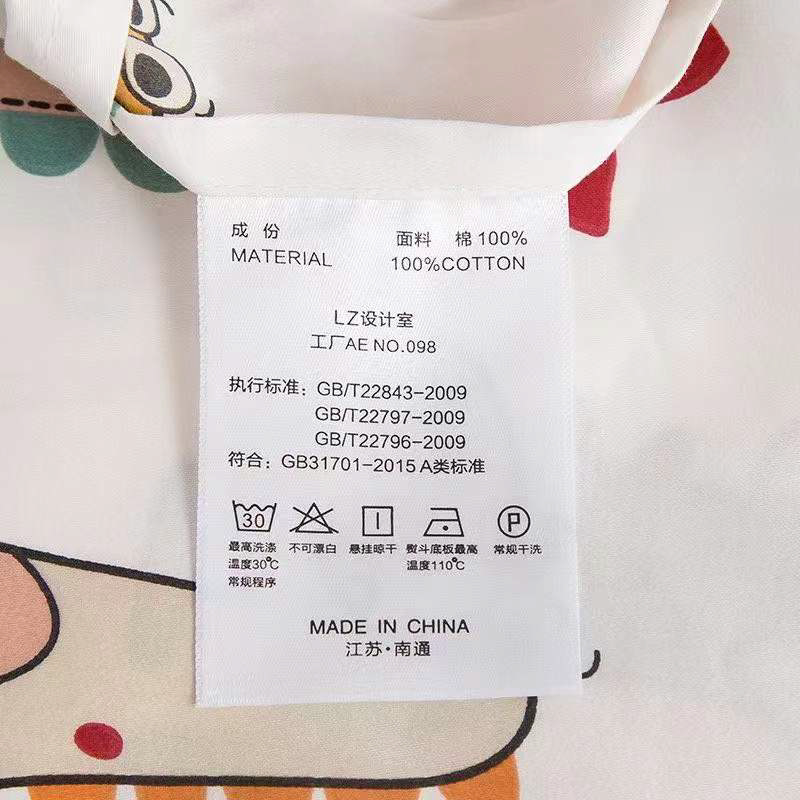 成 份 面料 棉 100%
MATERIAL 100%COTTON
LZ设计室
工厂AE NO.098
执行标准: GB/T22843-2009
GB/T22797-2009
GB/T22796-2009
符合: GB31701-2015 A类标准
30 P
最高洗涤 不可漂白 悬挂晾干 熨斗底板最高 常规干洗
温度30℃ 温度110℃
常规程序
MADE IN CHINA
江苏·南通